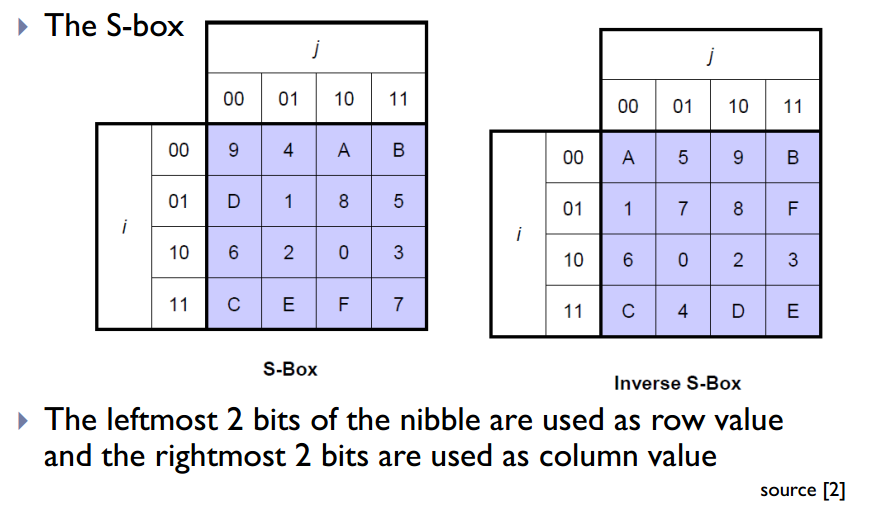 The S-box
j
00 01 10 11
00 9 4 A B
01 D 1 8 5
i
10 6 2 0 3
11 C E F 7
S-Box
j
00 01 10 11
00 A 5 9 B
01 1 7 8 F
i
10 6 0 2 3
11 C 4 D E
Inverse S-Box
The leftmost 2 bits of the nibble are used as row value
and the rightmost 2 bits are used as column value
source [2]